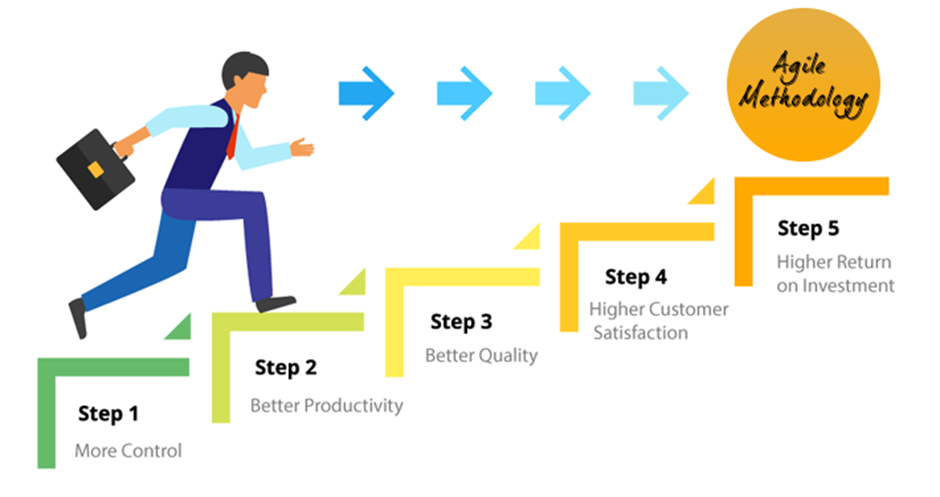 Agile
Methodology
Step 5
Higher Return
on Investment
Step 4
Higher Customer
Satisfaction
Step 3
Better Quality
Step 2
Better Productivity
Step 1
More Control